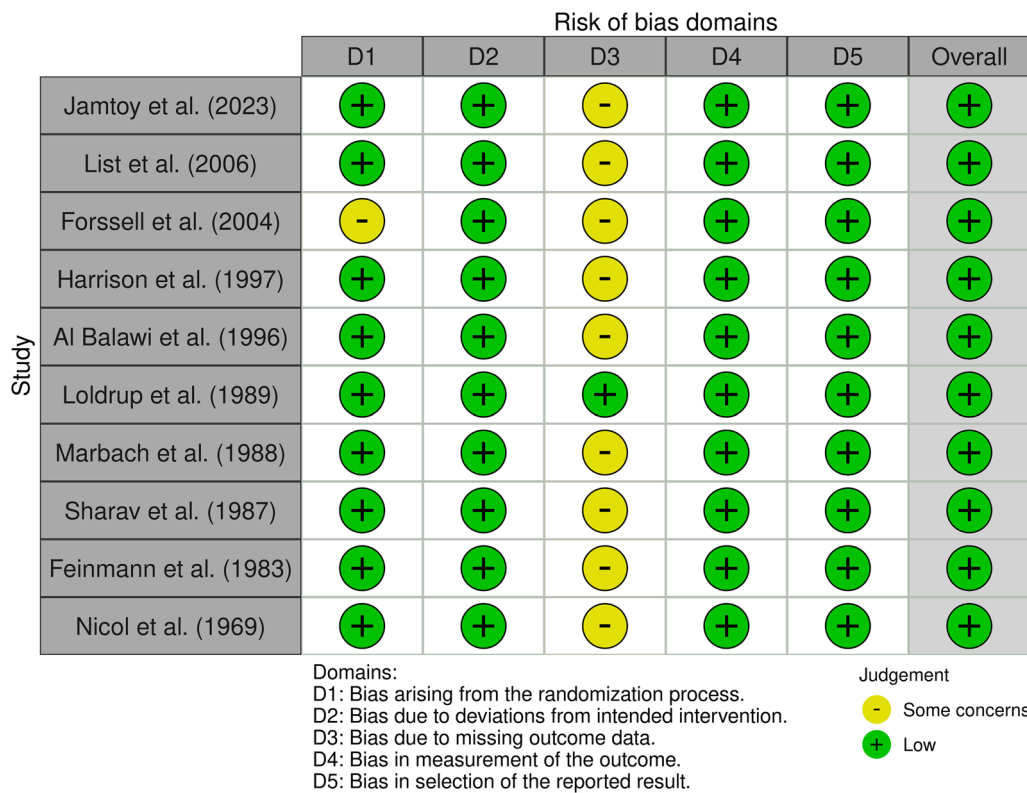 Risk of bias domains
D1 D2 D3 D4 D5 Overall
Study
Jamtoy et al. (2023) + + - + + +
List et al. (2006) + + - + + +
Forssell et al. (2004) - + - + + +
Harrison et al. (1997) + + - + + +
Al Balawi et al. (1996) + + - + + +
Loldrup et al. (1989) + + + + + +
Marbach et al. (1988) + + - + + +
Sharav et al. (1987) + + - + + +
Feinmann et al. (1983) + + - + + +
Nicol et al. (1969) + + - + + +
Domains:
D1: Bias arising from the randomization process.
D2: Bias due to deviations from intended intervention.
D3: Bias due to missing outcome data.
D4: Bias in measurement of the outcome.
D5: Bias in selection of the reported result.
Judgement
- Some concerns
+ Low